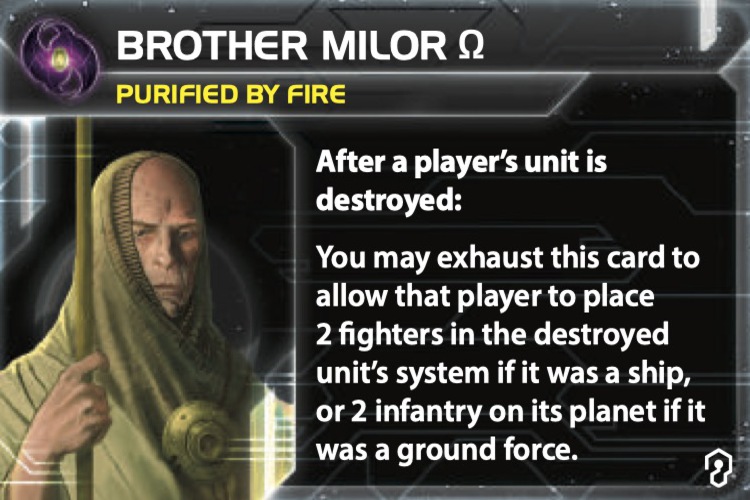 BROTHER MILOR Ω
PURIFIED BY FIRE
After a player's unit is
destroyed:
You may exhaust this card to
allow that player to place
2 fighters in the destroyed
unit's system if it was a ship,
or 2 infantry on its planet if it
was a ground force.